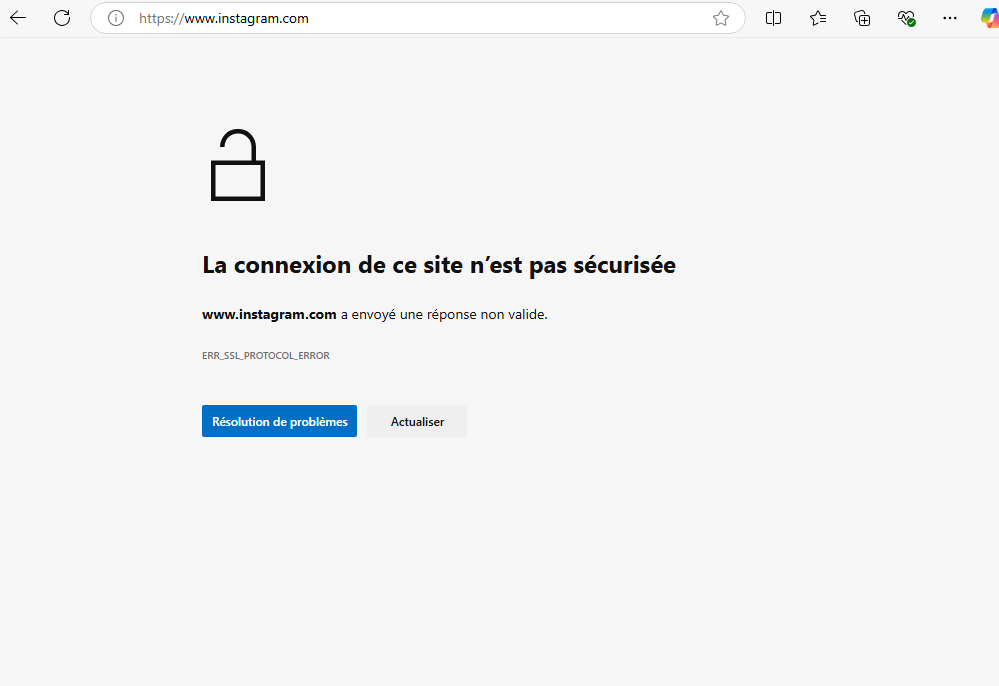 https://www.instagram.com
La connexion de ce site n’est pas sécurisée
www.instagram.com a envoyé une réponse non valide.
ERR_SSL_PROTOCOL_ERROR
Résolution de problèmes
Actualiser